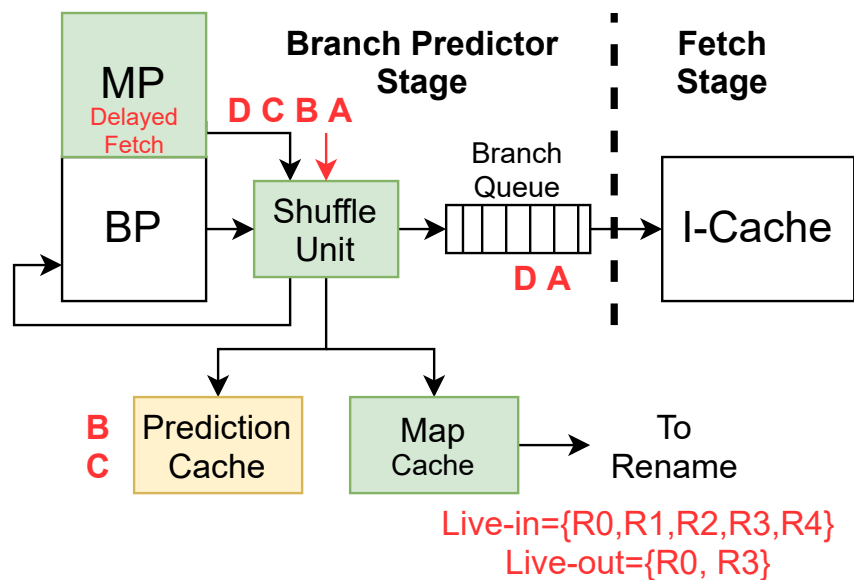 MP
Delayed
Fetch
BP
Branch Predictor
Stage
Fetch
Stage
D C B A
Shuffle
Unit
Branch
Queue
D A
I-Cache
B
C
Prediction
Cache
Map
Cache
To
Rename
Live-in={R0,R1,R2,R3,R4}
Live-out={R0, R3}